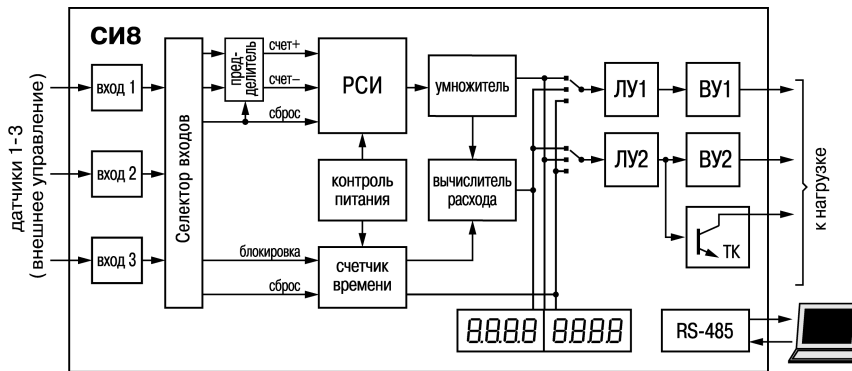 СИ8
датчики 1-3
(внешнее управление)
вход 1
вход 2
вход 3
Селектор входов
пред-
делитель
счет+
счет–
сброс
РСИ
умножитель
контроль
питания
вычислитель
расхода
блокировка
сброс
счетчик
времени
ЛУ1
ВУ1
ЛУ2
ВУ2
ТК
к нагрузке
8.8.8.8 8.8.8.8
RS-485